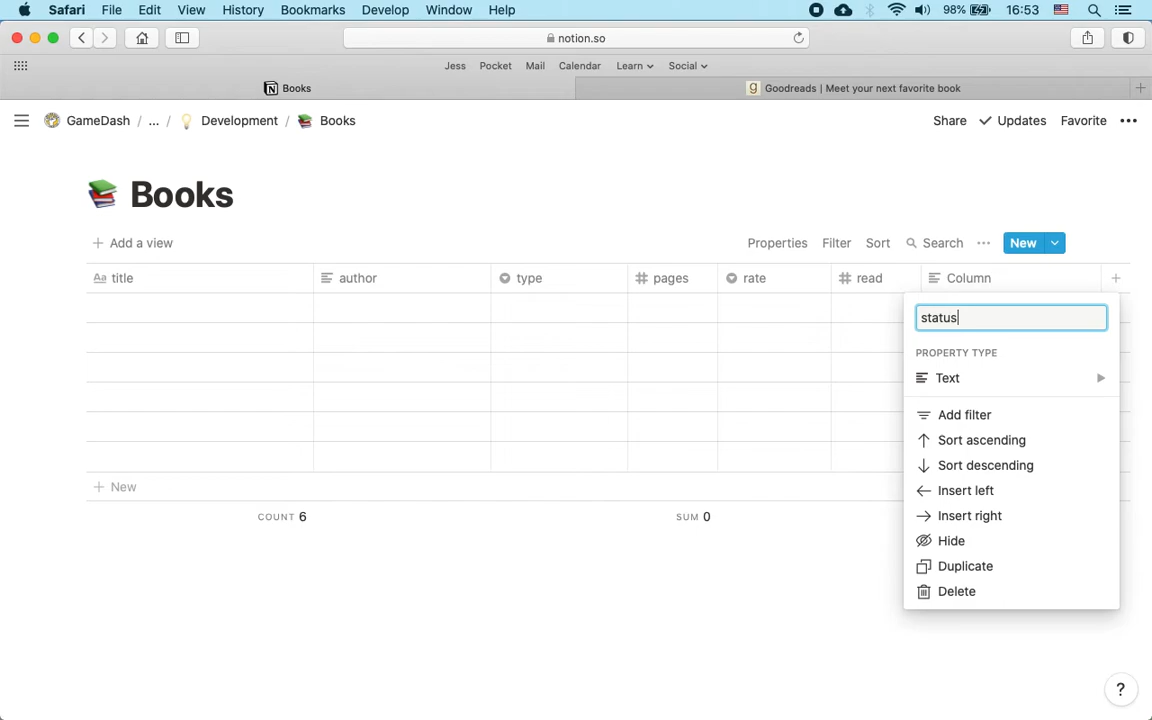 Safari File Edit View History Bookmarks Develop Window Help 98% 16:53
notion.so
Jess Pocket Mail Calendar Learn Social
Books Goodreads | Meet your next favorite book
GameDash / ... / Development / Books Share Updates Favorite •••
Books
+ Add a view Properties Filter Sort Search ••• New
Aa title author type # pages rate # read Column +
status
PROPERTY TYPE
Text
Add filter
Sort ascending
Sort descending
Insert left
+ New
Insert right
COUNT 6 SUM 0
Hide
Duplicate
Delete
?